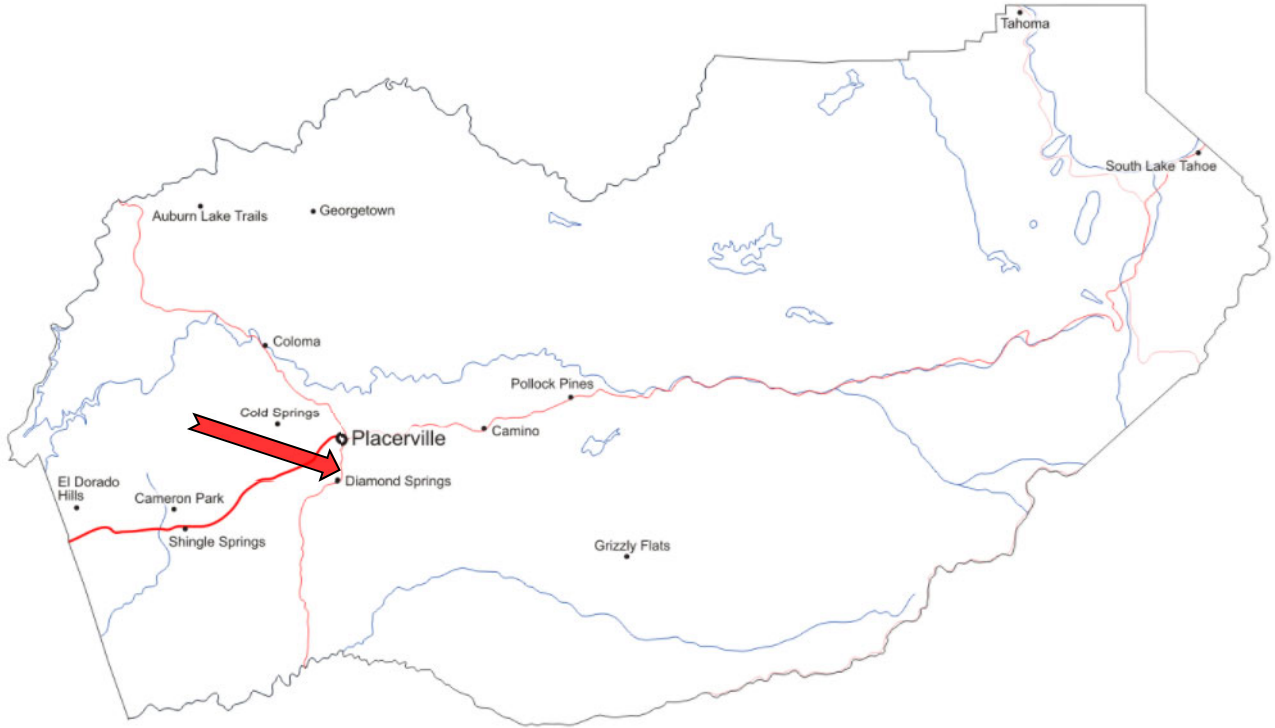 Tahoma
South Lake Tahoe
Auburn Lake Trails
Georgetown
Coloma
Pollock Pines
Cold Springs
Camino
Placerville
El Dorado
Hills
Diamond Springs
Cameron Park
Shingle Springs
Grizzly Flats